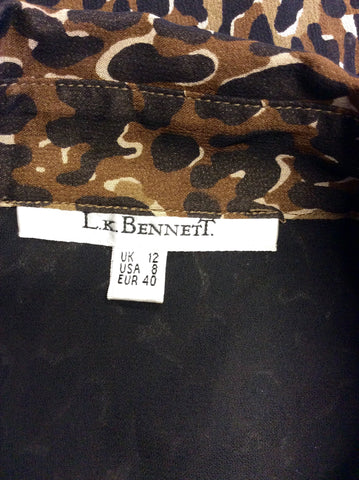 L.K. BENNETT.
UK 12
USA 8
EUR 40